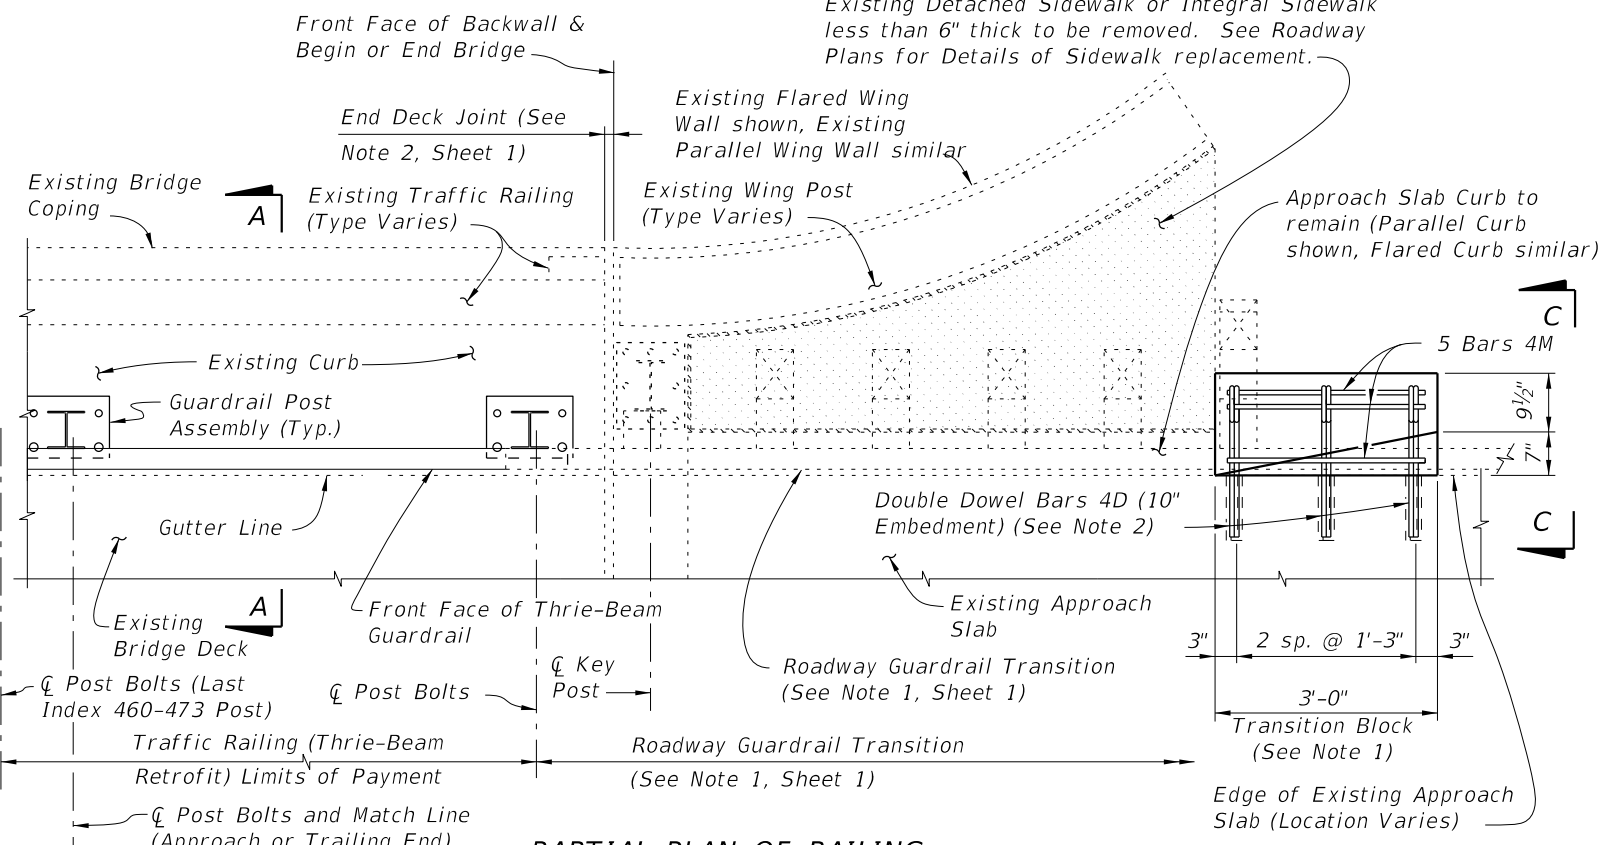 Front Face of Backwall &
Begin or End Bridge
Existing Detached Sidewalk or Integral Sidewalk
less than 6" thick to be removed. See Roadway
Plans for Details of Sidewalk replacement.
End Deck Joint (See
Note 2, Sheet 1)
Existing Flared Wing
Wall shown, Existing
Parallel Wing Wall similar
Existing Bridge
Coping
A
Existing Traffic Railing
(Type Varies)
Existing Wing Post
(Type Varies)
Approach Slab Curb to
remain (Parallel Curb
shown, Flared Curb similar)
C
5 Bars 4M
Existing Curb
Guardrail Post
Assembly (Typ.)
9½"
7"
Gutter Line
Double Dowel Bars 4D (10"
Embedment) (See Note 2)
C
Existing
Bridge Deck
A
Front Face of Thrie-Beam
Guardrail
Existing Approach
Slab
3"
2 sp. @ 1'-3"
3"
℄ Post Bolts (Last
Index 460-473 Post)
℄ Post Bolts
℄ Key
Post
Roadway Guardrail Transition
(See Note 1, Sheet 1)
3'-0"
Transition Block
(See Note 1)
Traffic Railing (Thrie-Beam
Retrofit) Limits of Payment
Roadway Guardrail Transition
(See Note 1, Sheet 1)
Edge of Existing Approach
Slab (Location Varies)
℄ Post Bolts and Match Line
(Approach or Trailing End)
PARTIAL PLAN OF RAILING